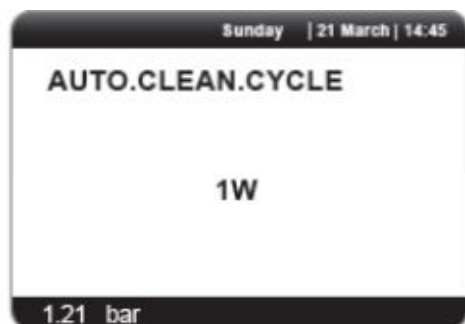 Sunday | 21 March | 14:45
AUTO.CLEAN.CYCLE
1W
1.21 bar